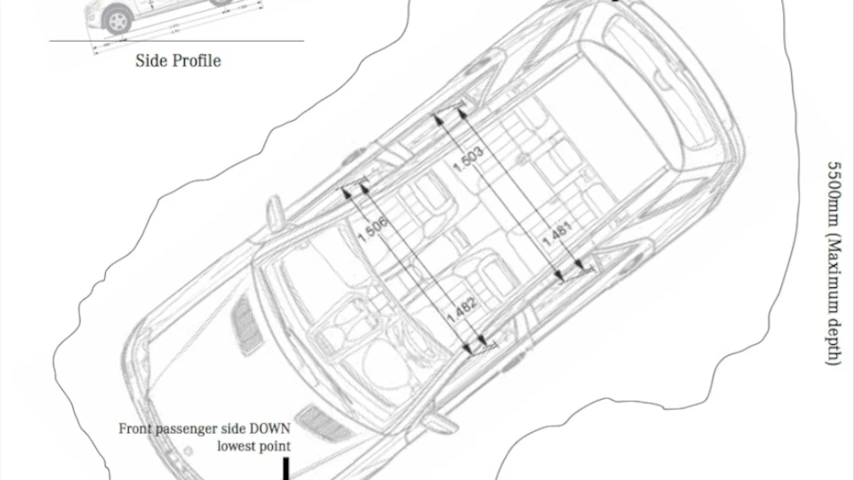 Side Profile
1.503
1.506
1.481
1.482
5500mm (Maximum depth)
Front passenger side DOWN
lowest point